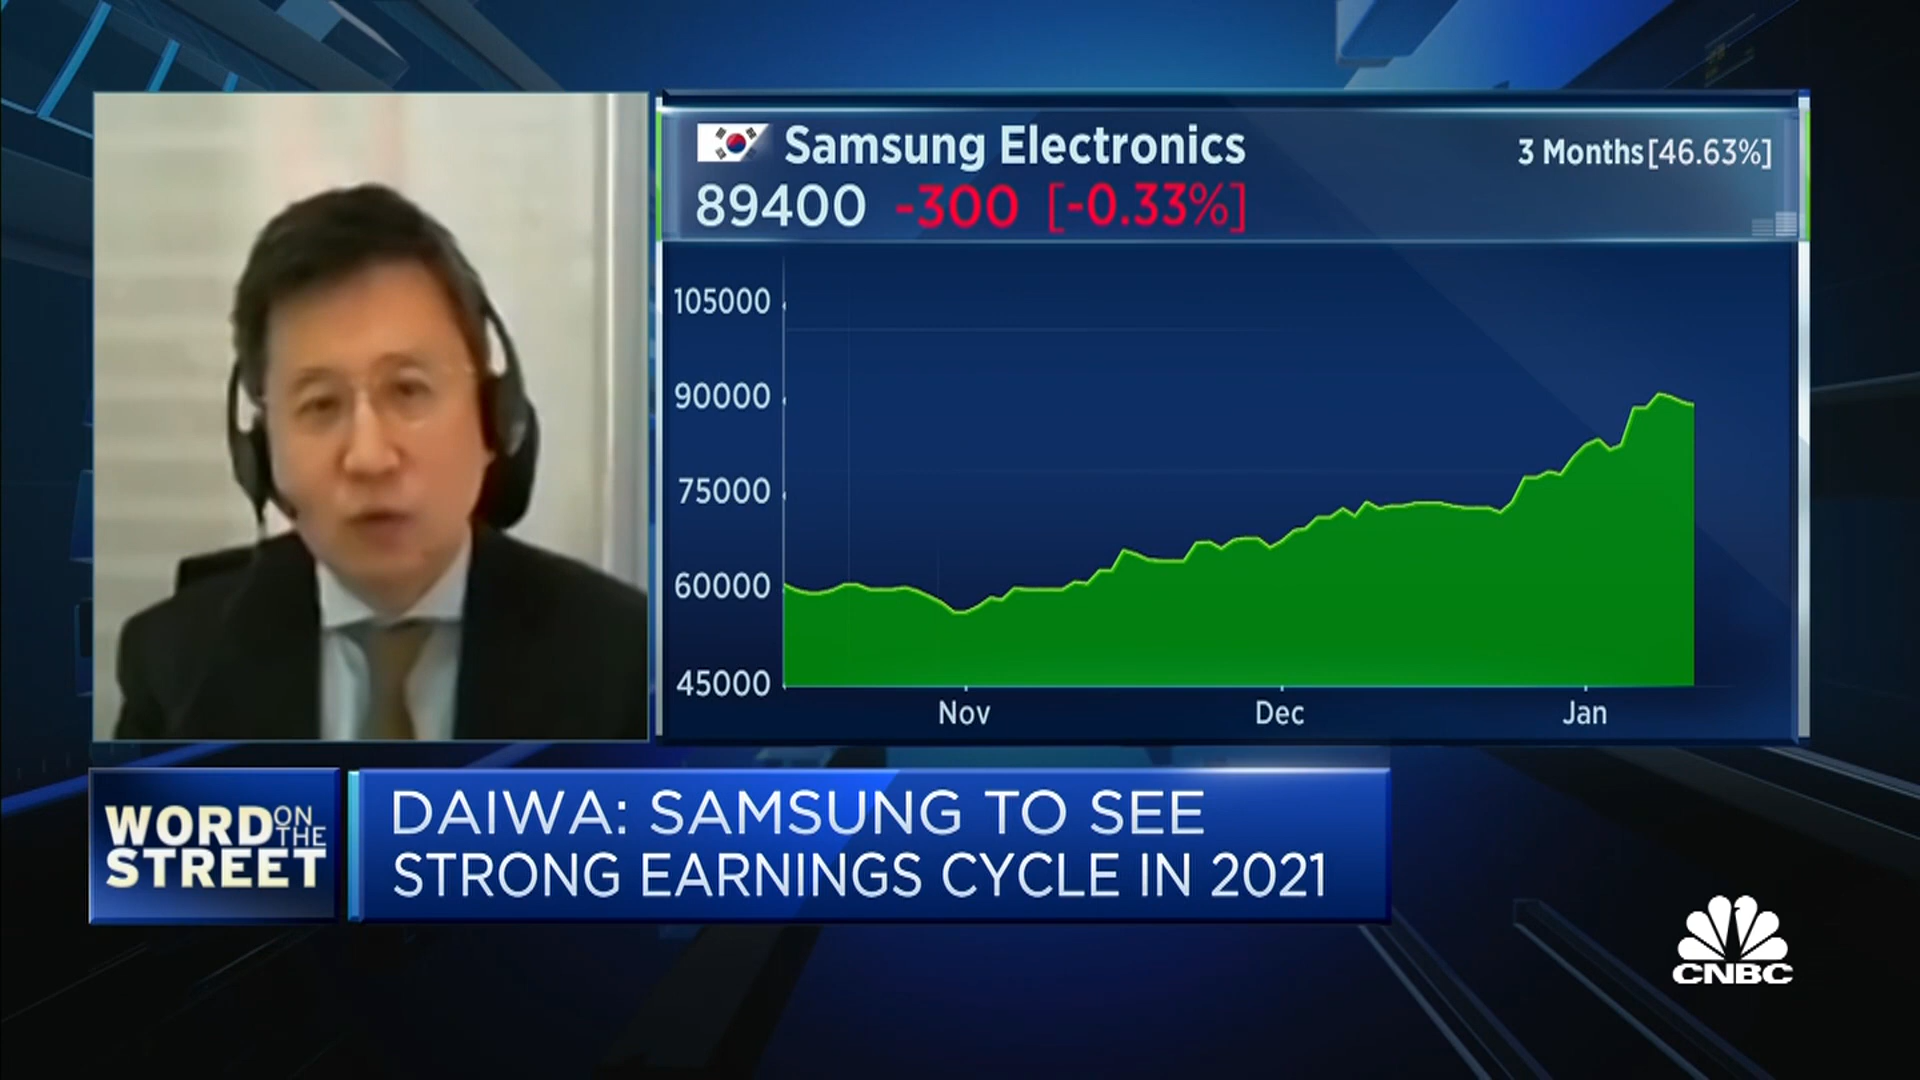 Samsung Electronics
3 Months [46.63%]
89400 -300 [-0.33%]
105000
90000
75000
60000
45000
Nov Dec Jan
WORD ON THE STREET
DAIWA: SAMSUNG TO SEE
STRONG EARNINGS CYCLE IN 2021
CNBC